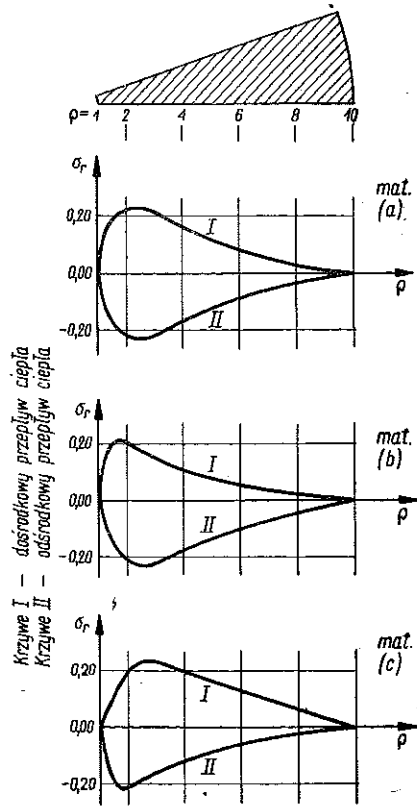 ρ= 1 2 4 6 8 10
σr
mat.
(a)
0,20
I
0,00
ρ
II
-0,20
σr
mat.
(b)
0,20
I
0,00
ρ
II
-0,20
σr
mat.
(c)
0,20
I
0,00
ρ
II
-0,20
Krzywe I — dośrodkowy przepływ ciepła
Krzywe II — odśrodkowy przepływ ciepła